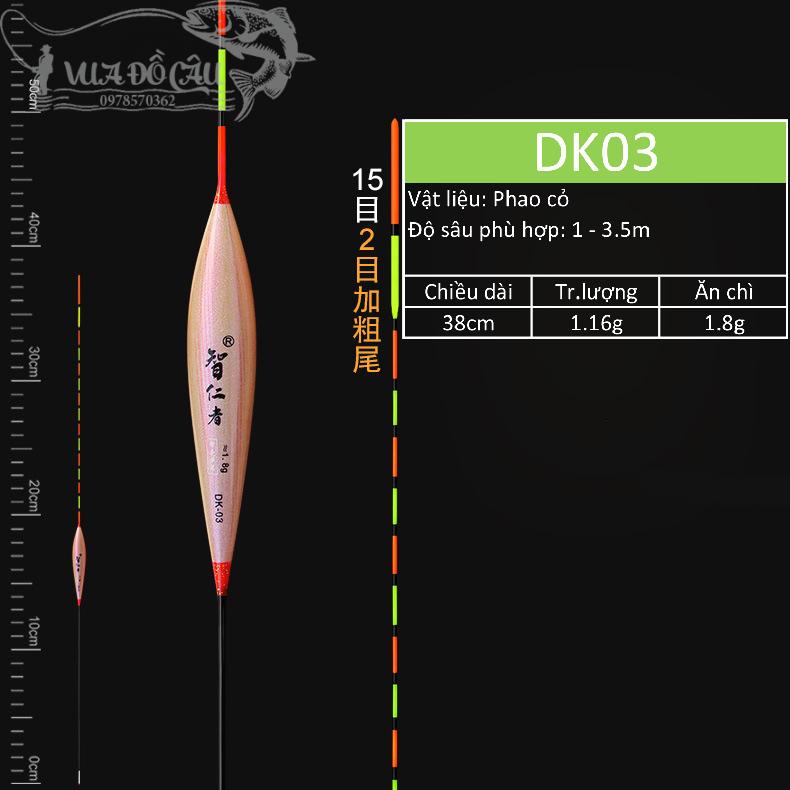 VUA ĐỒ CÂU
0978570362
50cm
40cm
30cm
20cm
10cm
0cm
®
智仁者
≈1.8g
DK-03
15
目
2
目
加
粗
尾
DK03
Vật liệu: Phao cỏ
Độ sâu phù hợp: 1 - 3.5m
Chiều dài Tr.lượng Ăn chì
38cm 1.16g 1.8g